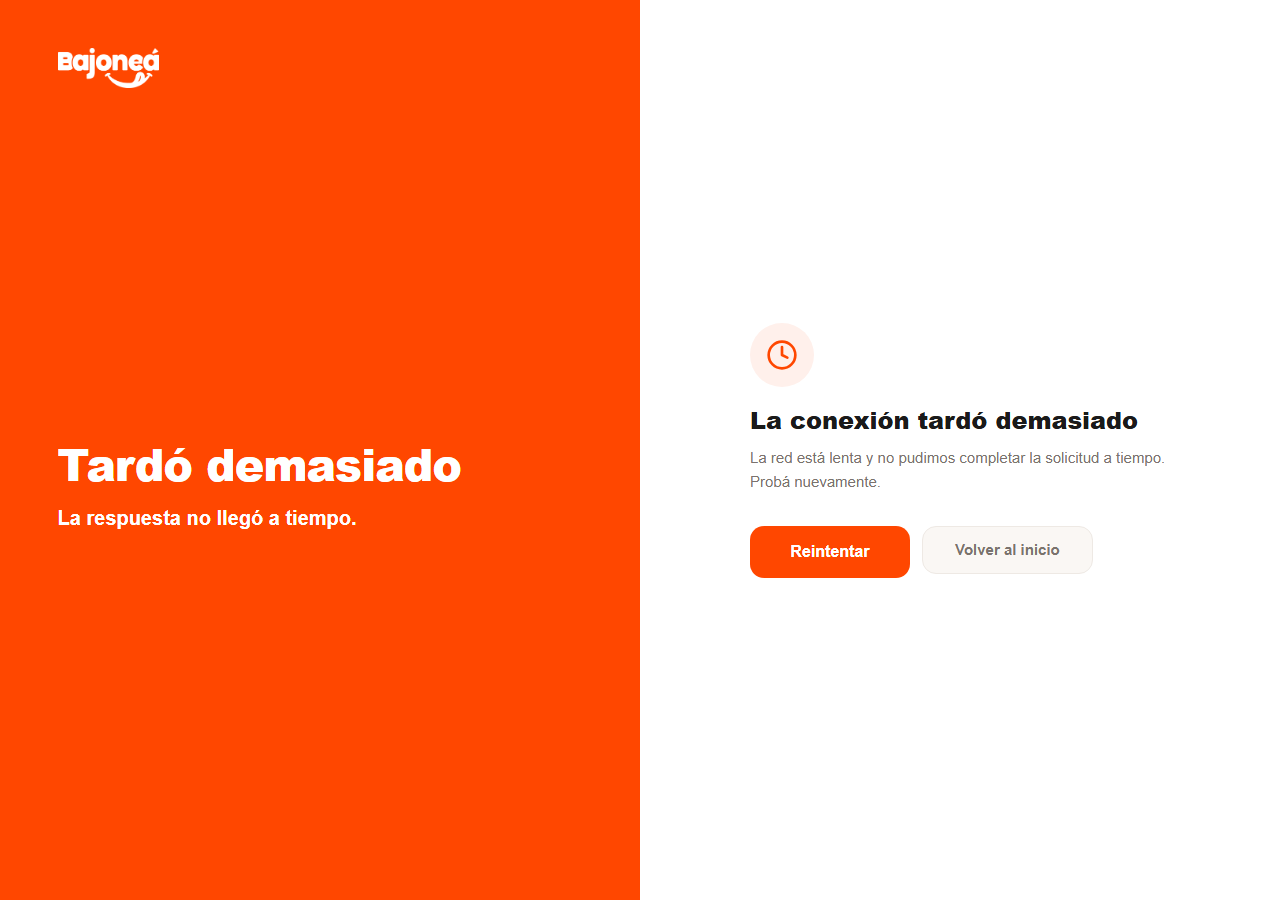 Bajoneá
Tardó demasiado
La respuesta no llegó a tiempo.
La conexión tardó demasiado
La red está lenta y no pudimos completar la solicitud a tiempo.
Probá nuevamente.
Reintentar
Volver al inicio